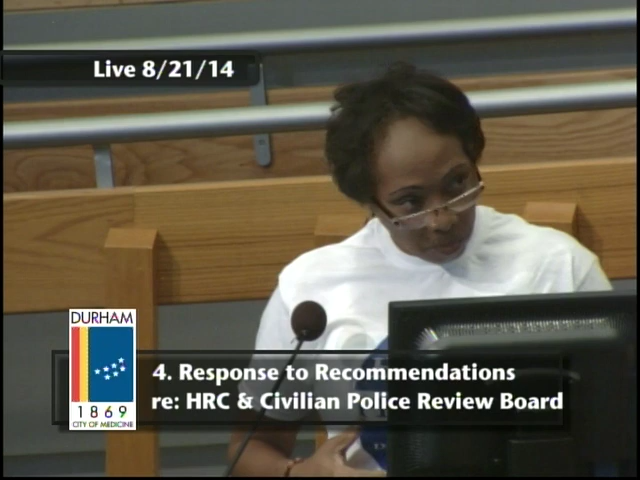 Live 8/21/14
DURHAM
1869
CITY OF MEDICINE
4. Response to Recommendations
re: HRC & Civilian Police Review Board